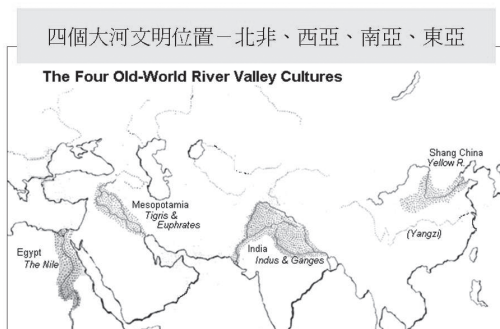 四個大河文明位置－北非、西亞、南亞、東亞
The Four Old-World River Valley Cultures
Shang China
Yellow R.
Mesopotamia
Tigris &
Euphrates
(Yangzi)
Egypt
The Nile
India
Indus & Ganges